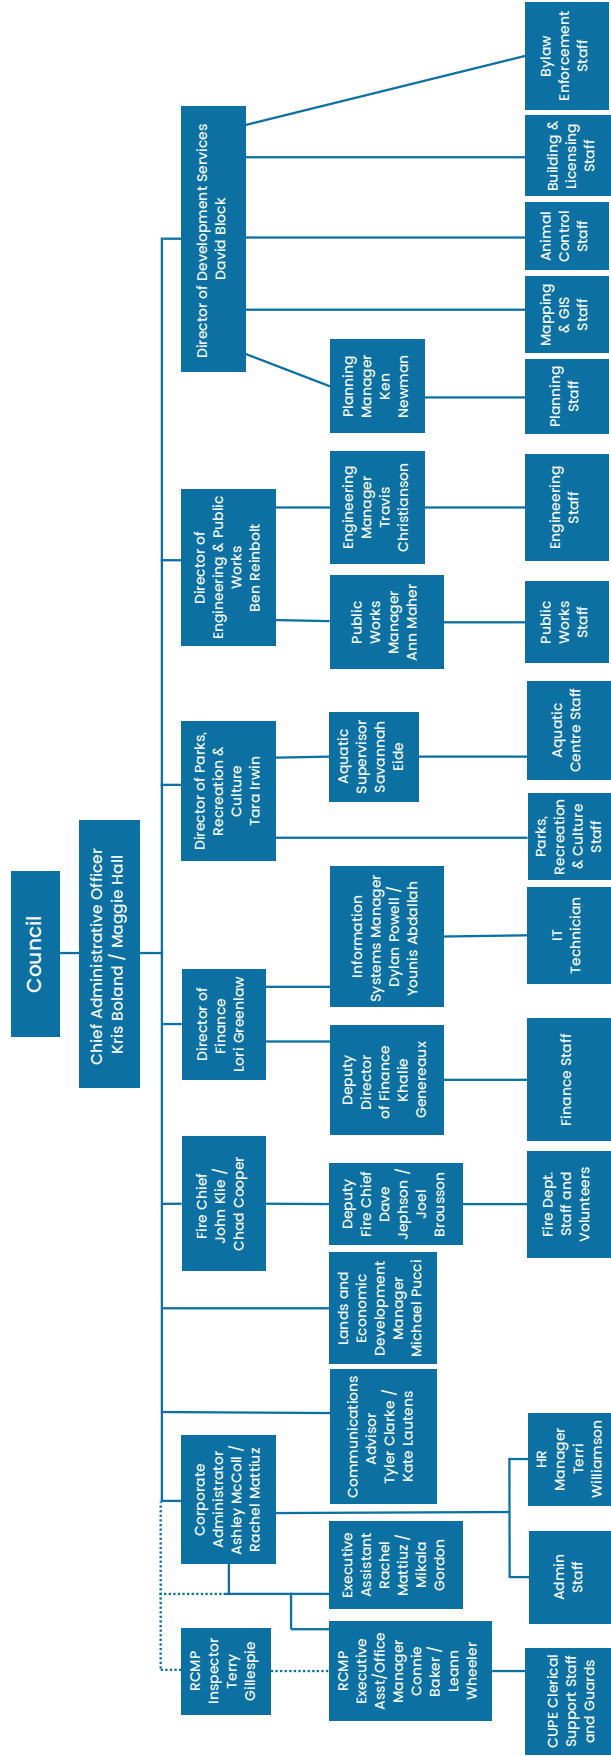 Council
Chief Administrative Officer
Kris Boland / Maggie Hall
RCMP
Inspector
Terry
Gillespie
Corporate
Administrator
Ashley McColl /
Rachel Mattiuz
Fire Chief
John Klie /
Chad Cooper
Director of
Finance
Lori Greenlaw
Director of Parks,
Recreation &
Culture
Tara Irwin
Director of
Engineering & Public
Works
Ben Reinbolt
Director of Development Services
David Block
RCMP
Executive
Asst/Office
Manager
Connie
Baker /
Leann
Wheeler
Executive
Assistant
Rachel
Mattiuz /
Mikala
Gordon
Communications
Advisor
Tyler Clarke /
Kate Lautens
Lands and
Economic
Development
Manager
Michael Pucci
Deputy
Fire Chief
Dave
Jephson /
Joel
Brousson
Deputy
Director
of Finance
Khalie
Genereaux
Information
Systems Manager
Dylan Powell /
Younis Abdallah
Aquatic
Supervisor
Savannah
Eide
Public
Works
Manager
Ann Maher
Engineering
Manager
Travis
Christianson
Planning
Manager
Ken
Newman
CUPE Clerical
Support Staff
and Guards
Admin
Staff
HR
Manager
Terri
Williamson
Fire Dept.
Staff and
Volunteers
Finance Staff
IT
Technician
Parks,
Recreation
& Culture
Staff
Aquatic
Centre Staff
Public
Works
Staff
Engineering
Staff
Planning
Staff
Mapping
& GIS
Staff
Animal
Control
Staff
Building &
Licensing
Staff
Bylaw
Enforcement
Staff